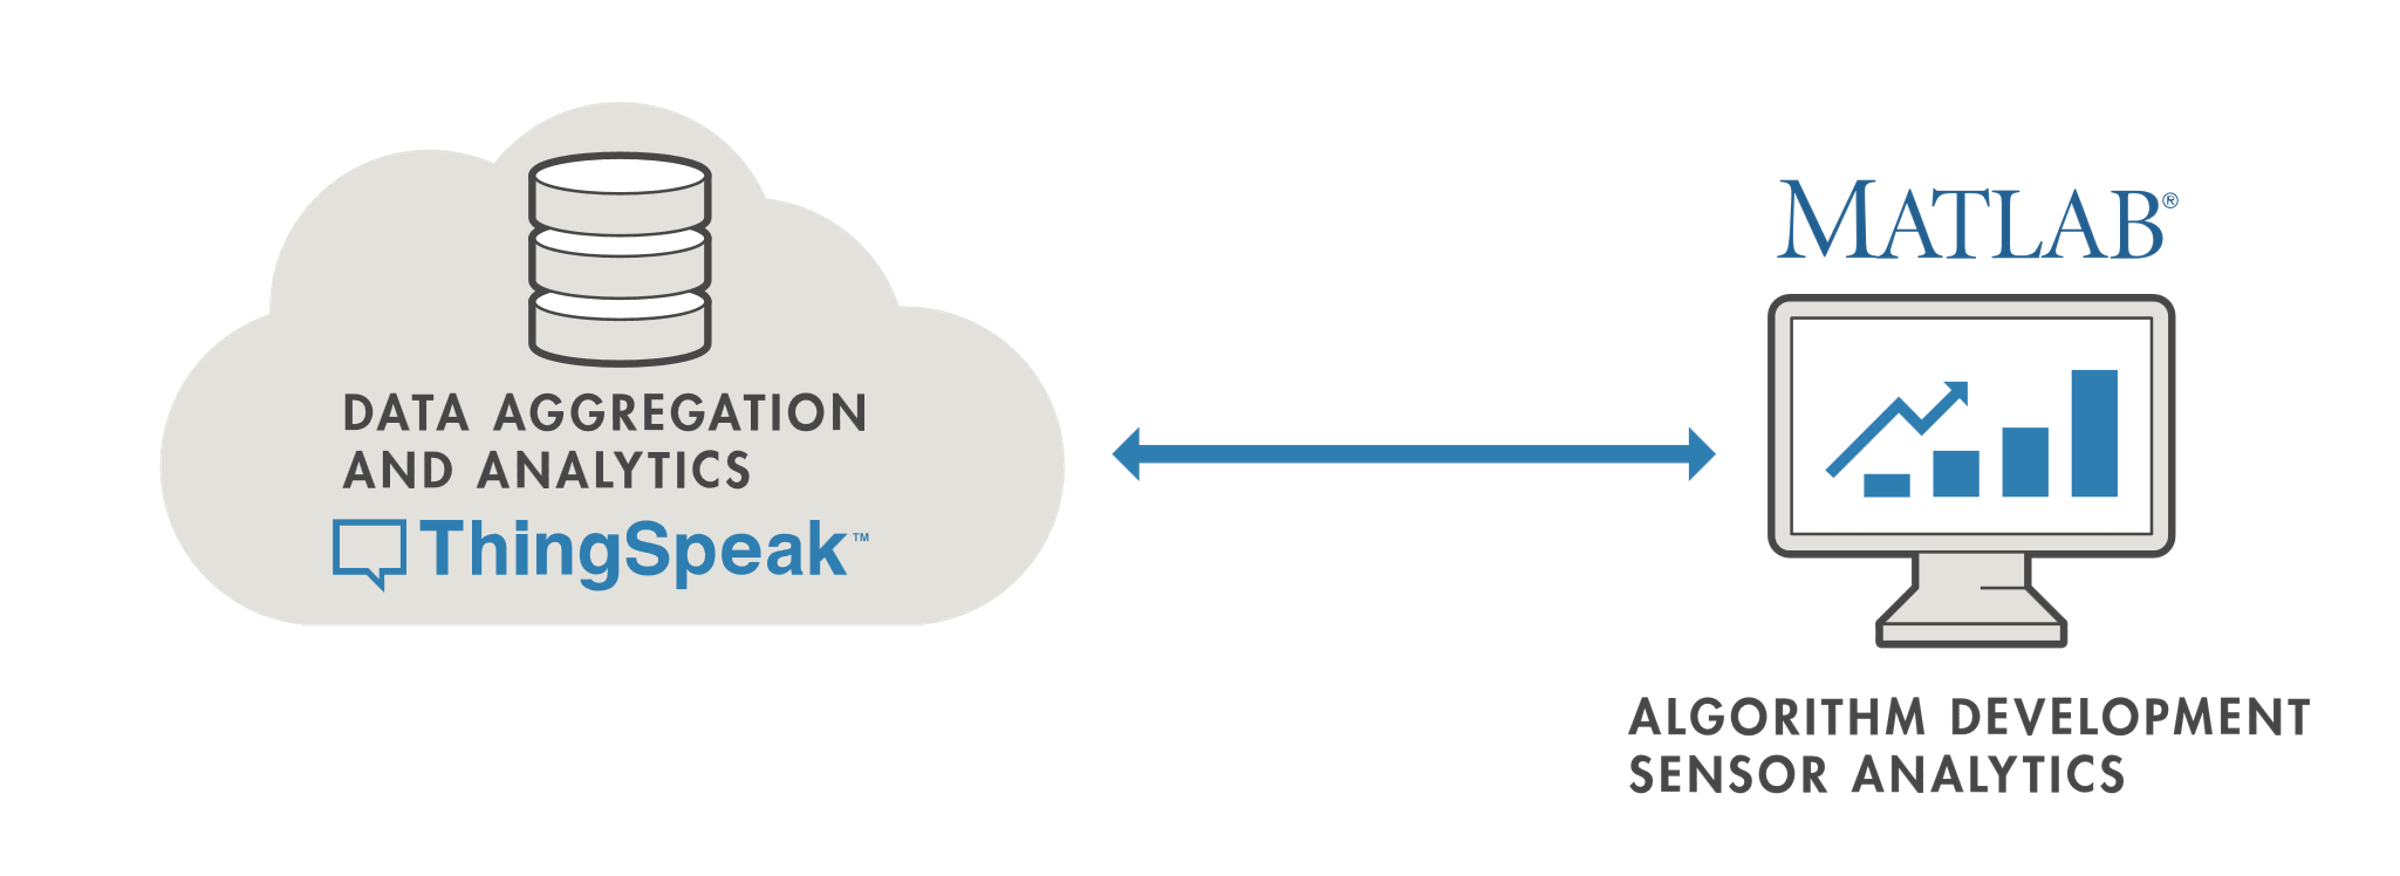 DATA AGGREGATION
AND ANALYTICS
ThingSpeak™
MATLAB®
ALGORITHM DEVELOPMENT
SENSOR ANALYTICS